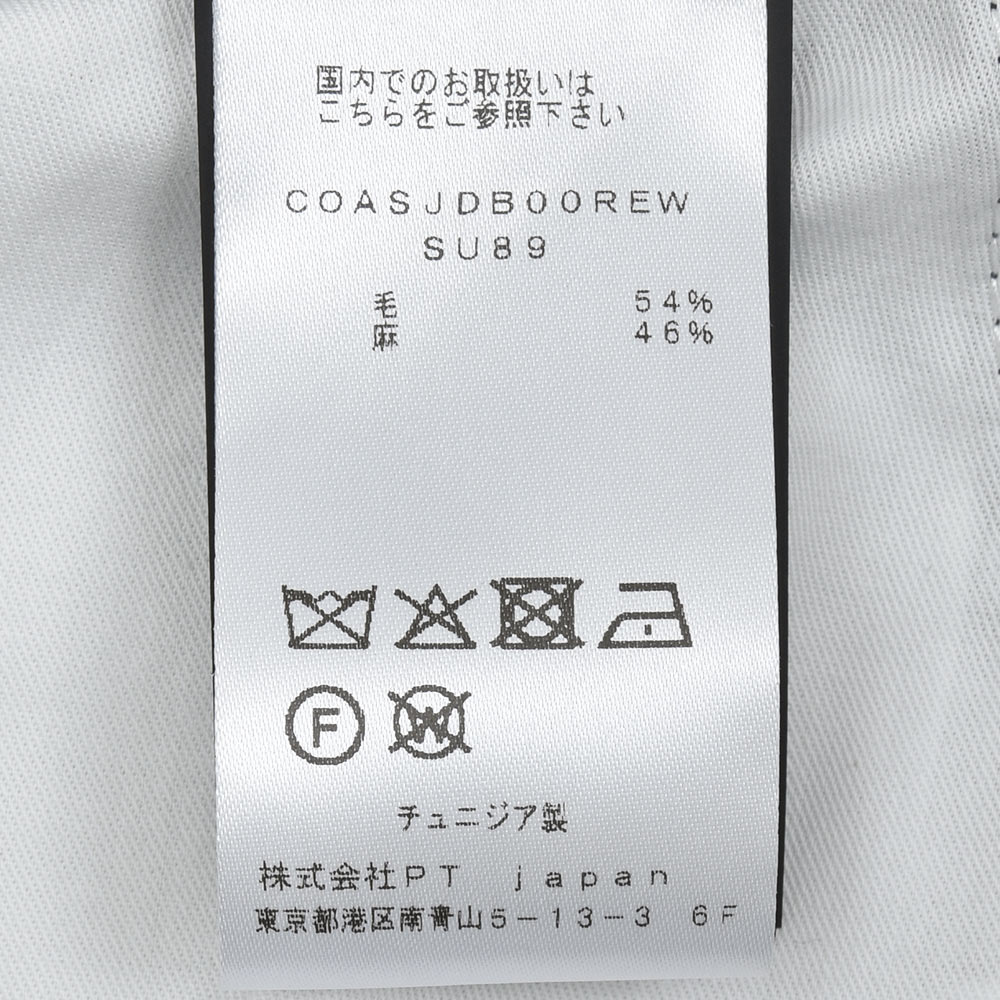 国内でのお取扱いは
こちらをご参照下さい
COASJDB00REW
SU89
毛 54%
麻 46%
F W
チュニジア製
株式会社PT japan
東京都港区南青山5-13-3 6F